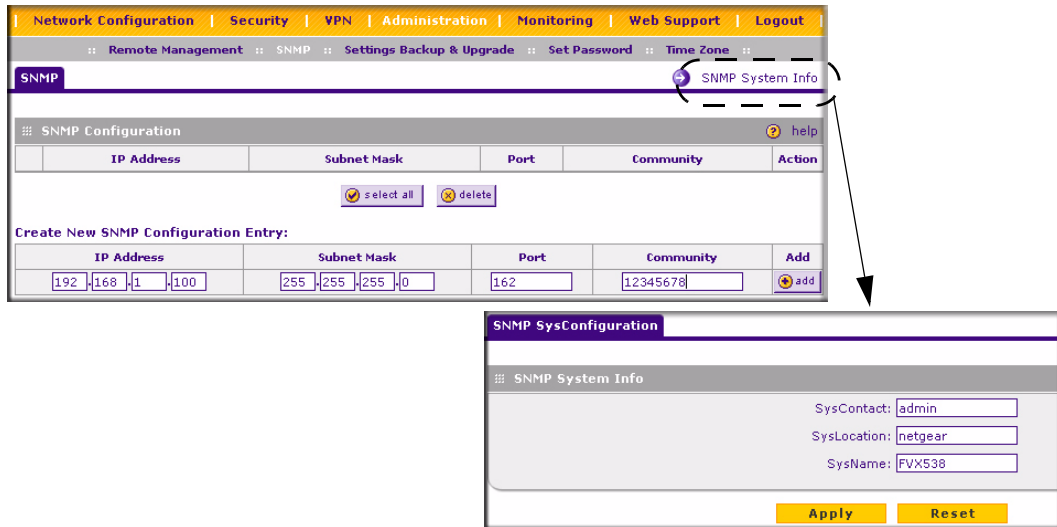 Network Configuration | Security | VPN | Administration | Monitoring | Web Support | Logout
:: Remote Management :: SNMP :: Settings Backup & Upgrade :: Set Password :: Time Zone ::
SNMP
SNMP System Info
SNMP Configuration
help
IP Address Subnet Mask Port Community Action
select all delete
Create New SNMP Configuration Entry:
IP Address Subnet Mask Port Community Add
192 .168 .1 .100 255 .255 .255 .0 162 12345678 add
SNMP SysConfiguration
SNMP System Info
SysContact: admin
SysLocation: netgear
SysName: FVX538
Apply Reset